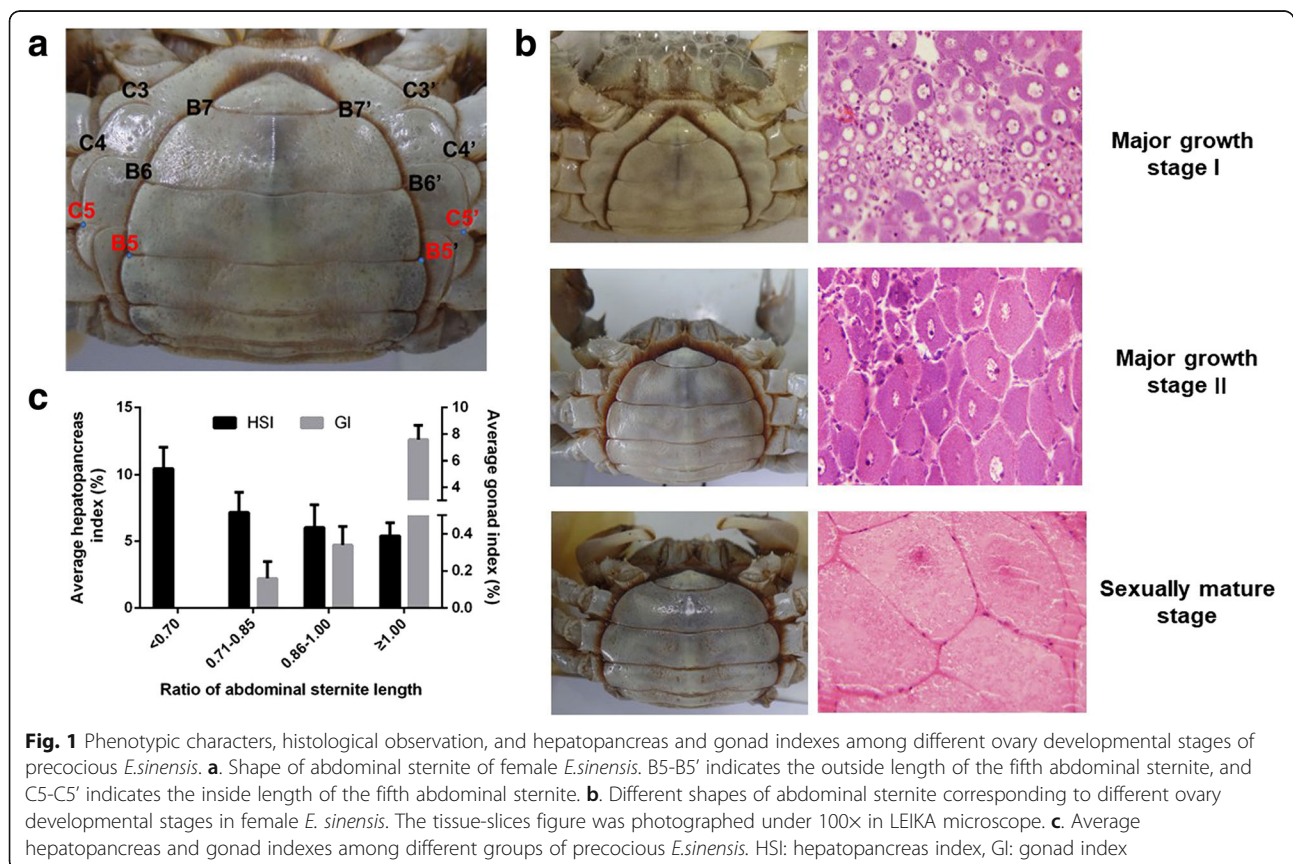 a
C3
B7
B7'
C3'
C4
C4'
B6
B6'
C5
C5'
B5
B5'
b
Major growth
stage I
Major growth
stage II
Sexually mature
stage
c
HSI
GI
Average hepatopancreas
index (%)
15
10
5
0
Average gonad
index (%)
10
8
6
4
0.4
0.2
0.0
<0.70
0.71-0.85
0.86-1.00
≥1.00
Ratio of abdominal sternite length
Fig. 1 Phenotypic characters, histological observation, and hepatopancreas and gonad indexes among different ovary developmental stages of
precocious E.sinensis. a. Shape of abdominal sternite of female E.sinensis. B5-B5' indicates the outside length of the fifth abdominal sternite, and
C5-C5' indicates the inside length of the fifth abdominal sternite. b. Different shapes of abdominal sternite corresponding to different ovary
developmental stages in female E. sinensis. The tissue-slices figure was photographed under 100× in LEIKA microscope. c. Average
hepatopancreas and gonad indexes among different groups of precocious E.sinensis. HSI: hepatopancreas index, GI: gonad index